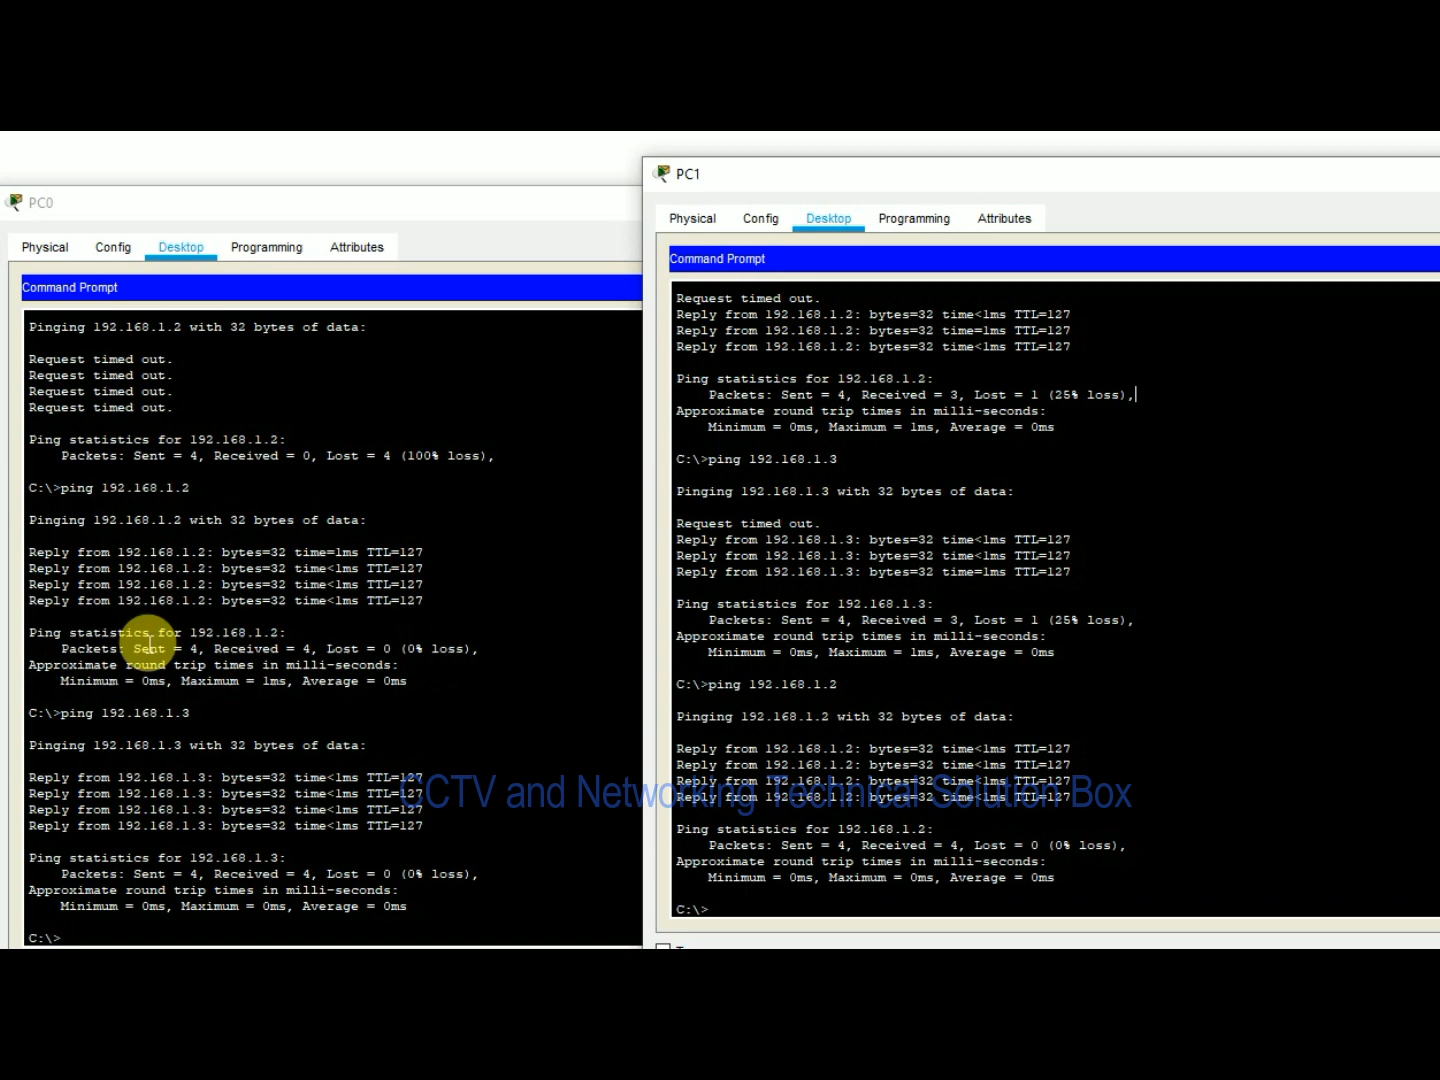 PC0
Physical Config Desktop Programming Attributes
Command Prompt
Pinging 192.168.1.2 with 32 bytes of data:
Request timed out.
Request timed out.
Request timed out.
Request timed out.
Ping statistics for 192.168.1.2:
Packets: Sent = 4, Received = 0, Lost = 4 (100% loss),
C:\>ping 192.168.1.2
Pinging 192.168.1.2 with 32 bytes of data:
Reply from 192.168.1.2: bytes=32 time=1ms TTL=127
Reply from 192.168.1.2: bytes=32 time<1ms TTL=127
Reply from 192.168.1.2: bytes=32 time<1ms TTL=127
Reply from 192.168.1.2: bytes=32 time<1ms TTL=127
Ping statistics for 192.168.1.2:
Packets: Sent = 4, Received = 4, Lost = 0 (0% loss),
Approximate round trip times in milli-seconds:
Minimum = 0ms, Maximum = 1ms, Average = 0ms
C:\>ping 192.168.1.3
Pinging 192.168.1.3 with 32 bytes of data:
Reply from 192.168.1.3: bytes=32 time<1ms TTL=127
Reply from 192.168.1.3: bytes=32 time<1ms TTL=127
Reply from 192.168.1.3: bytes=32 time<1ms TTL=127
Reply from 192.168.1.3: bytes=32 time<1ms TTL=127
Ping statistics for 192.168.1.3:
Packets: Sent = 4, Received = 4, Lost = 0 (0% loss),
Approximate round trip times in milli-seconds:
Minimum = 0ms, Maximum = 0ms, Average = 0ms
C:\>
PC1
Physical Config Desktop Programming Attributes
Command Prompt
Request timed out.
Reply from 192.168.1.2: bytes=32 time<1ms TTL=127
Reply from 192.168.1.2: bytes=32 time=1ms TTL=127
Reply from 192.168.1.2: bytes=32 time<1ms TTL=127
Ping statistics for 192.168.1.2:
Packets: Sent = 4, Received = 3, Lost = 1 (25% loss),
Approximate round trip times in milli-seconds:
Minimum = 0ms, Maximum = 1ms, Average = 0ms
C:\>ping 192.168.1.3
Pinging 192.168.1.3 with 32 bytes of data:
Request timed out.
Reply from 192.168.1.3: bytes=32 time<1ms TTL=127
Reply from 192.168.1.3: bytes=32 time<1ms TTL=127
Reply from 192.168.1.3: bytes=32 time=1ms TTL=127
Ping statistics for 192.168.1.3:
Packets: Sent = 4, Received = 3, Lost = 1 (25% loss),
Approximate round trip times in milli-seconds:
Minimum = 0ms, Maximum = 1ms, Average = 0ms
C:\>ping 192.168.1.2
Pinging 192.168.1.2 with 32 bytes of data:
Reply from 192.168.1.2: bytes=32 time<1ms TTL=127
Reply from 192.168.1.2: bytes=32 time<1ms TTL=127
Reply from 192.168.1.2: bytes=32 time<1ms TTL=127
Reply from 192.168.1.2: bytes=32 time<1ms TTL=127
Ping statistics for 192.168.1.2:
Packets: Sent = 4, Received = 4, Lost = 0 (0% loss),
Approximate round trip times in milli-seconds:
Minimum = 0ms, Maximum = 0ms, Average = 0ms
C:\>
CCTV and Networking Technical Solution Box